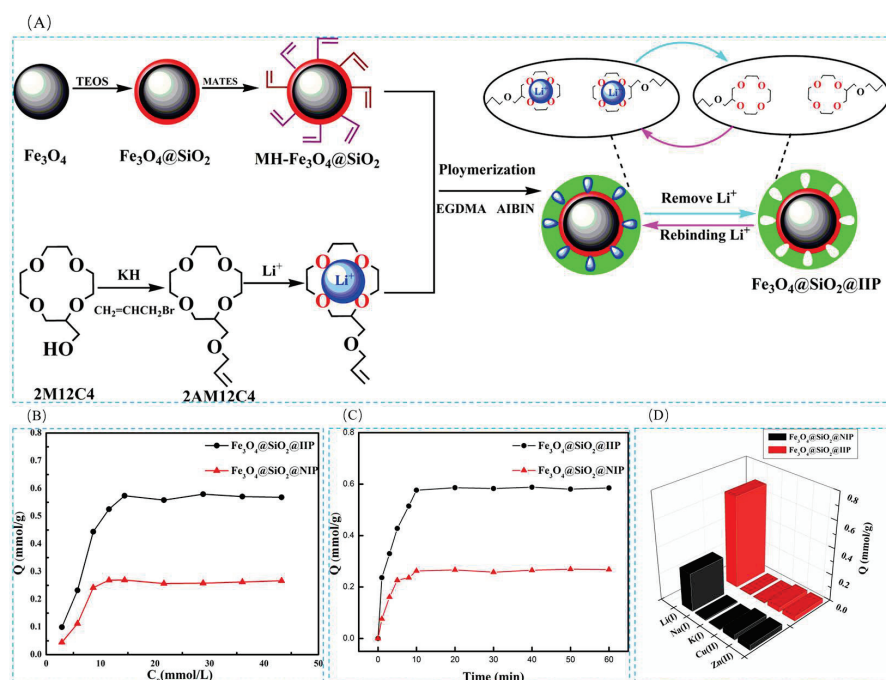 (A)
TEOS
MATES
Fe₃O₄
Fe₃O₄@SiO₂
MH-Fe₃O₄@SiO₂
Li⁺
Li⁺
O O O O O
O O O O O
O O O O O
O O O O O
Ploymerization
EGDMA AIBIN
Remove Li⁺
Rebinding Li⁺
Fe₃O₄@SiO₂@IIP
O O
O O
HO
2M12C4
KH
CH₂=CHCH₂Br
O O
O O
O
2AM12C4
Li⁺
O O
Li⁺
O O
O
(B)
Fe₃O₄@SiO₂@IIP
Fe₃O₄@SiO₂@NIP
Q (mmol/g)
0.8
0.7
0.6
0.5
0.4
0.3
0.2
0.1
0.0
0 10 20 30 40 50
(mmol/L)
(C)
Fe₃O₄@SiO₂@IIP
Fe₃O₄@SiO₂@NIP
Q (mmol/g)
0.8
0.6
0.4
0.2
0.0
0 10 20 30 40 50 60
Time (min)
(D)
Fe₃O₄@SiO₂@NIP
Fe₃O₄@SiO₂@IIP
0.8
0.6
0.4
0.2
0.0
Q (mmol/g)
Li(I)
Na(I)
K(I)
Cu(II)
Zn(II)